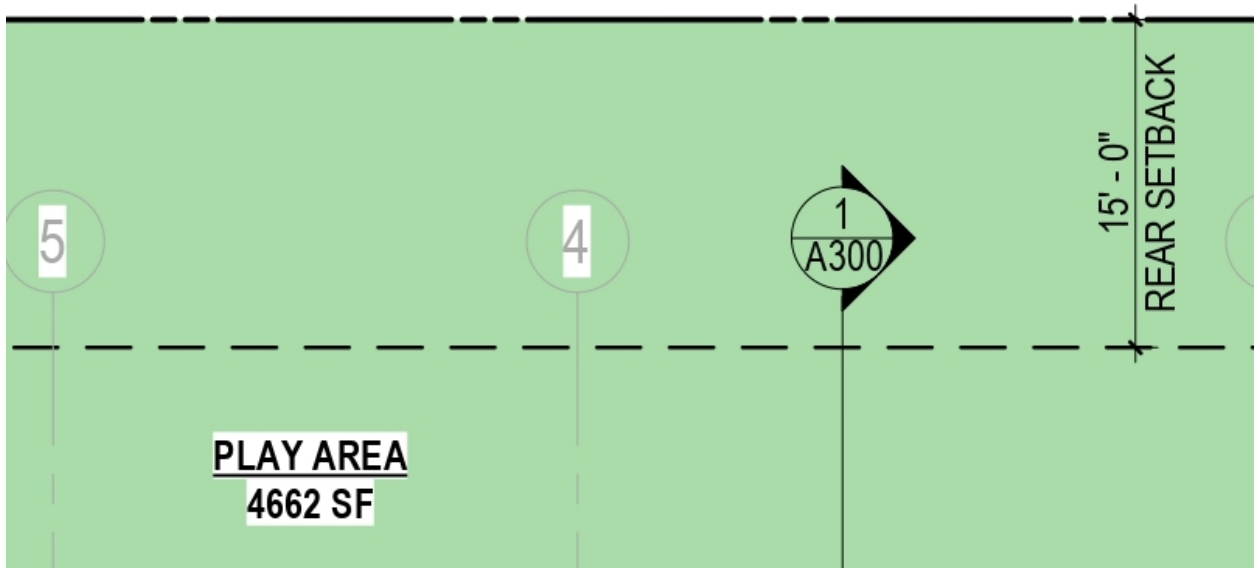 5
4
1
A300
15' - 0"
REAR SETBACK
PLAY AREA
4662 SF